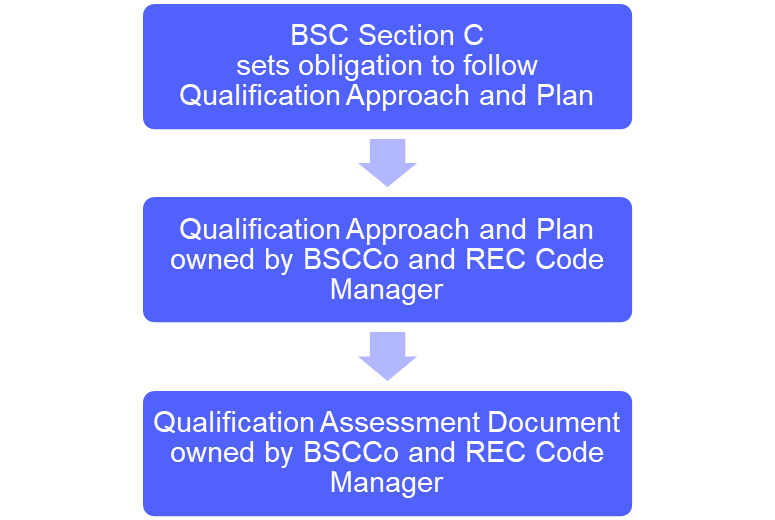 BSC Section C
sets obligation to follow
Qualification Approach and Plan
Qualification Approach and Plan
owned by BSCCo and REC Code
Manager
Qualification Assessment Document
owned by BSCCo and REC Code
Manager